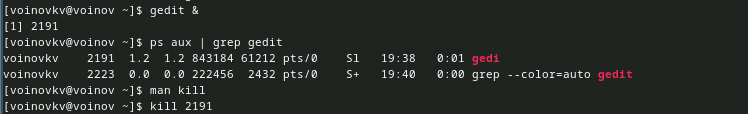 [voinovkv@voinov ~]$ gedit &
[1] 2191
[voinovkv@voinov ~]$ ps aux | grep gedit
voinovkv    2191  1.2  1.2 843184 61212 pts/0    Sl   19:38   0:01 gedi
voinovkv    2223  0.0  0.0 222456  2432 pts/0    S+   19:40   0:00 grep --color=auto gedit
[voinovkv@voinov ~]$ man kill
[voinovkv@voinov ~]$ kill 2191